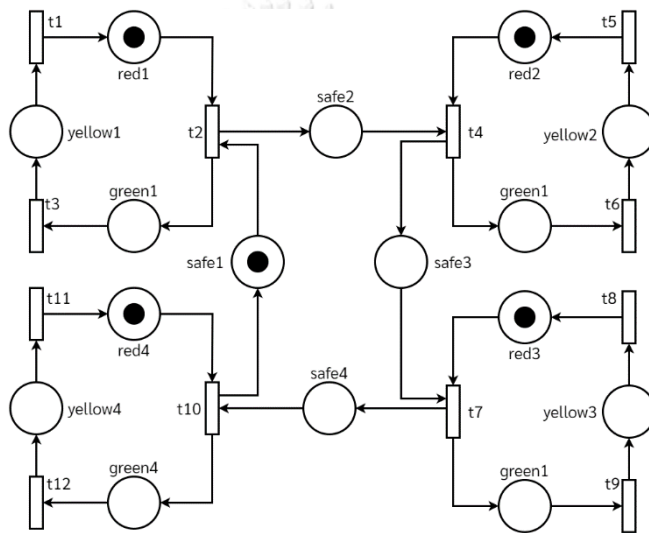 t1
red1
t5
red2
safe2
t2
t4
yellow1
yellow2
t3
green1
green1
t6
safe1
safe3
t11
red4
t8
red3
safe4
t10
t7
yellow4
yellow3
green4
green1
t12
t9